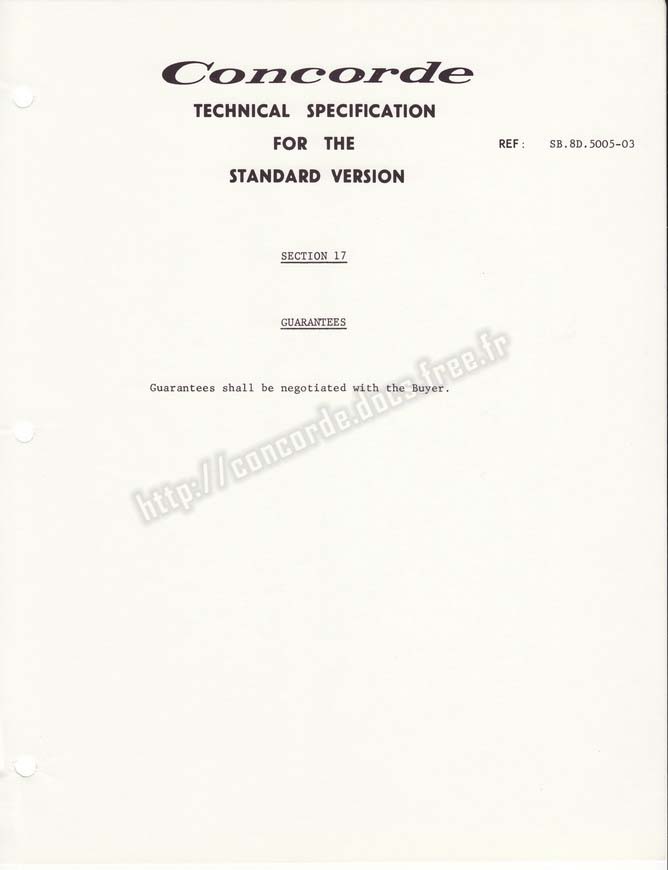 Concorde
TECHNICAL SPECIFICATION
FOR THE
REF: SB.8D.5005-03
STANDARD VERSION
SECTION 17
GUARANTEES
Guarantees shall be negotiated with the Buyer.
http://concorde.docs.free.fr